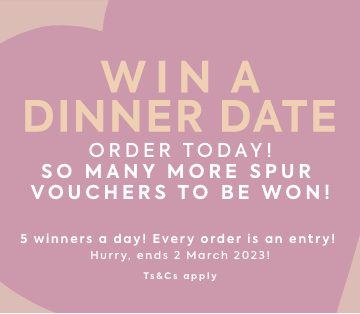 WIN A
DINNER DATE
ORDER TODAY!
SO MANY MORE SPUR
VOUCHERS TO BE WON!
5 winners a day! Every order is an entry!
Hurry, ends 2 March 2023!
Ts&Cs apply